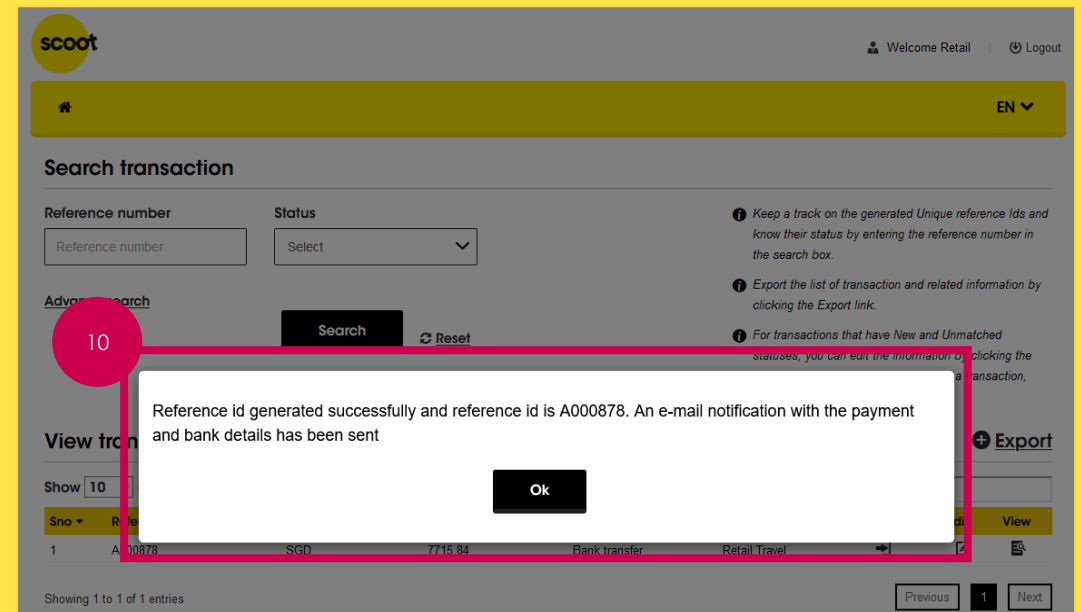 scoot
Welcome Retail
Logout
EN
Search transaction
Reference number
Status
Reference number
Select
Keep a track on the generated Unique reference Ids and
know their status by entering the reference number in
the search box.
Export the list of transaction and related information by
clicking the Export link.
Search
Reset
10
For transactions that have New and Unmatched
statuses, you can edit the information by clicking the
a transaction,
Reference id generated successfully and reference id is A000878. An e-mail notification with the payment
and bank details has been sent
Ok
View
Export
Show 10
Sno
View
1 A000878 SGD 7715.84 Bank transfer Retail Travel
Showing 1 to 1 of 1 entries
Previous 1 Next